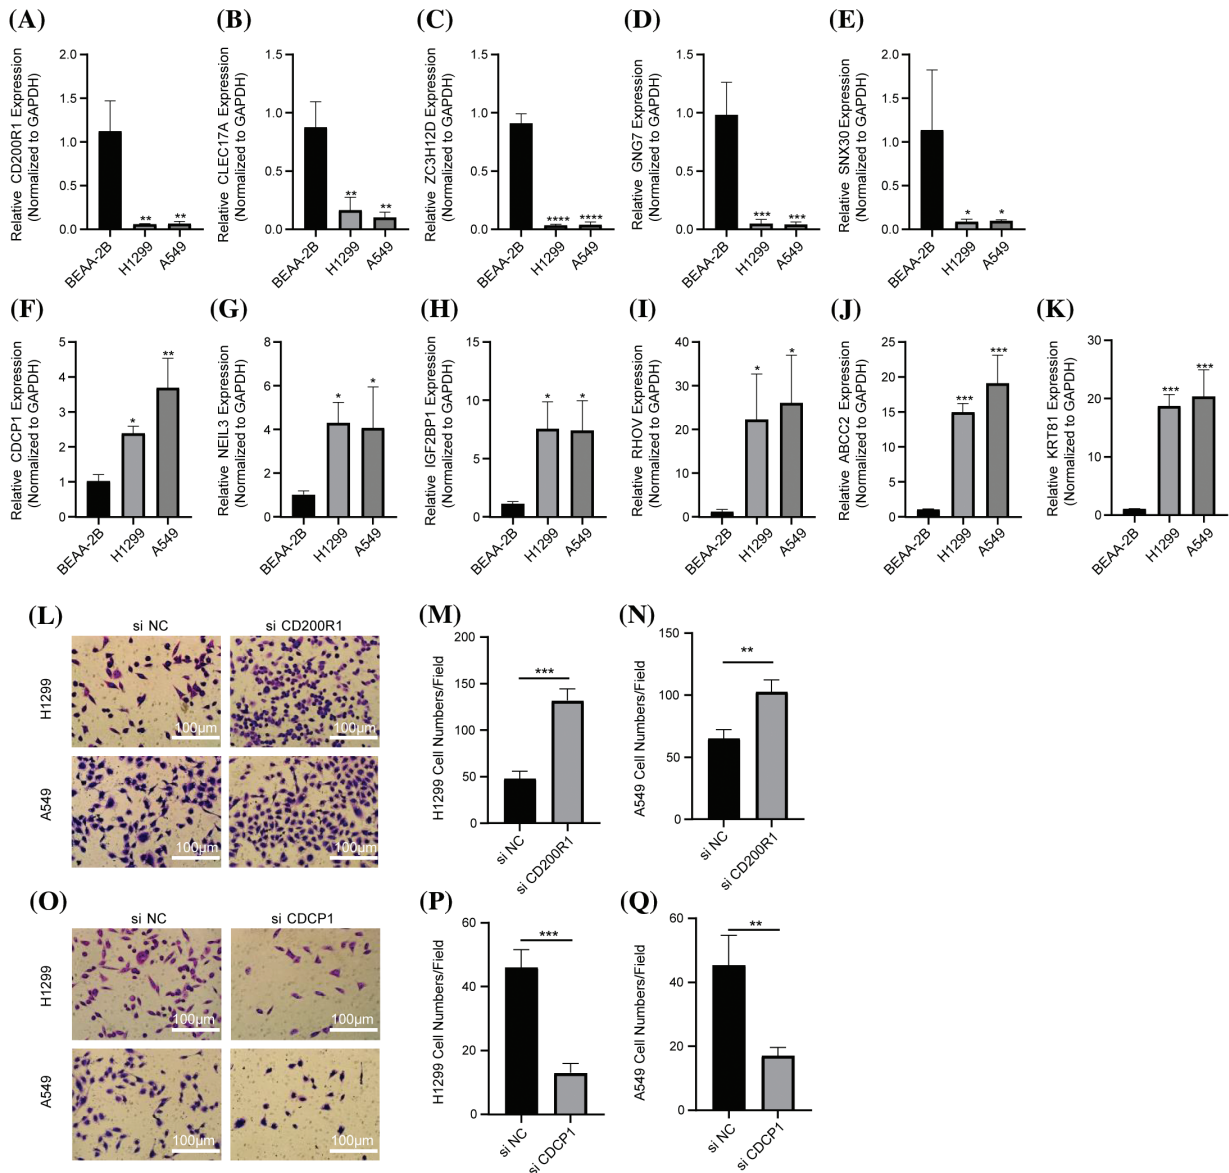 (A)
Relative CD200R1 Expression
(Normalized to GAPDH)
2.0
1.5
1.0
0.5
0.0
**
**
BEAA-2B
H1299
A549
(B)
Relative CLEC17A Expression
(Normalized to GAPDH)
1.5
1.0
0.5
0.0
**
**
BEAA-2B
H1299
A549
(C)
Relative ZC3H12D Expression
(Normalized to GAPDH)
1.5
1.0
0.5
0.0
****
****
BEAA-2B
H1299
A549
(D)
Relative GNG7 Expression
(Normalized to GAPDH)
1.5
1.0
0.5
0.0
***
***
BEAA-2B
H1299
A549
(E)
Relative SNX30 Expression
(Normalized to GAPDH)
2.0
1.5
1.0
0.5
0.0
*
*
BEAA-2B
H1299
A549
(F)
Relative CDCP1 Expression
(Normalized to GAPDH)
5
4
3
2
1
0
*
**
BEAA-2B
H1299
A549
(G)
Relative NEIL3 Expression
(Normalized to GAPDH)
8
6
4
2
0
*
*
BEAA-2B
H1299
A549
(H)
Relative IGF2BP1 Expression
(Normalized to GAPDH)
15
10
5
0
*
*
BEAA-2B
H1299
A549
(I)
Relative RHOV Expression
(Normalized to GAPDH)
40
30
20
10
0
*
*
BEAA-2B
H1299
A549
(J)
Relative ABCC2 Expression
(Normalized to GAPDH)
25
20
15
10
5
0
***
***
BEAA-2B
H1299
A549
(K)
Relative KRT81 Expression
(Normalized to GAPDH)
30
20
10
0
***
***
BEAA-2B
H1299
A549
(L)
si NC
si CD200R1
H1299
100μm
100μm
A549
100μm
100μm
(M)
H1299 Cell Numbers/Field
200
150
100
50
0
***
si NC
si CD200R1
(N)
A549 Cell Numbers/Field
150
100
50
0
**
si NC
si CD200R1
(O)
si NC
si CDCP1
H1299
100μm
100μm
A549
100μm
100μm
(P)
H1299 Cell Numbers/Field
60
40
20
0
***
si NC
si CDCP1
(Q)
A549 Cell Numbers/Field
60
40
20
0
**
si NC
si CDCP1